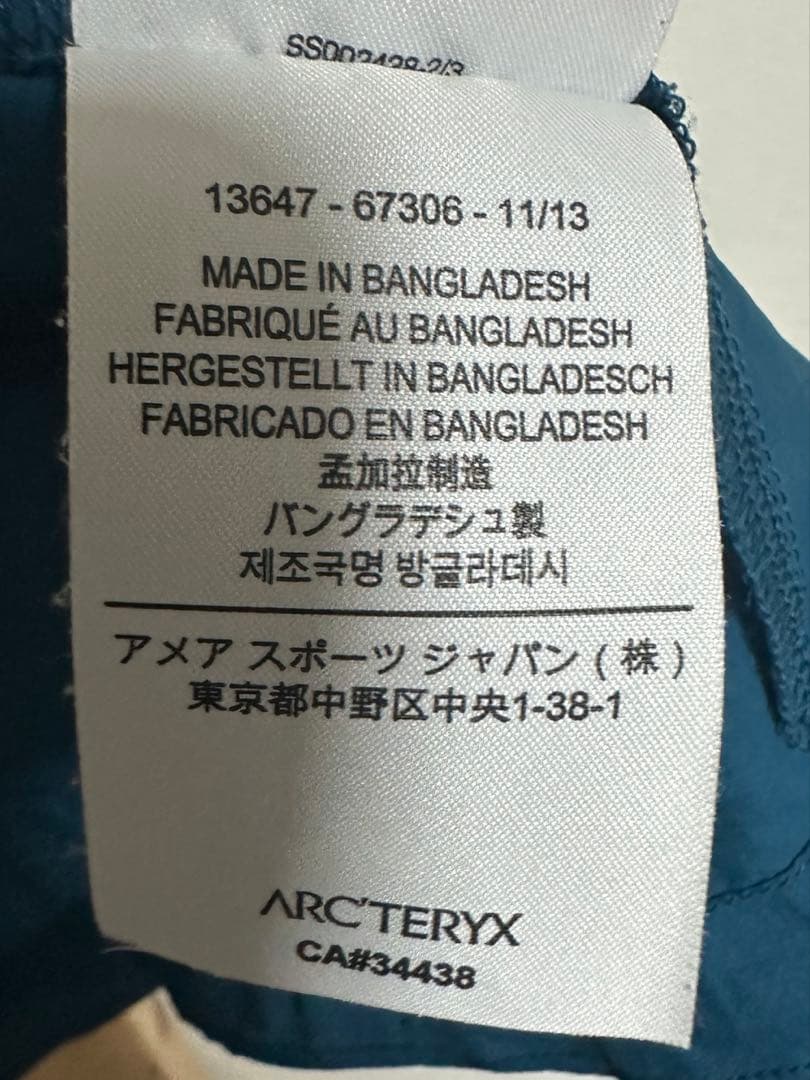 SS002428-2/3
13647 - 67306 - 11/13
MADE IN BANGLADESH
FABRIQUÉ AU BANGLADESH
HERGESTELLT IN BANGLADESCH
FABRICADO EN BANGLADESH
孟加拉制造
バングラデシュ製
제조국명 방글라데시
アメア スポーツ ジャパン ( 株 )
東京都中野区中央1-38-1
ARC'TERYX
CA#34438